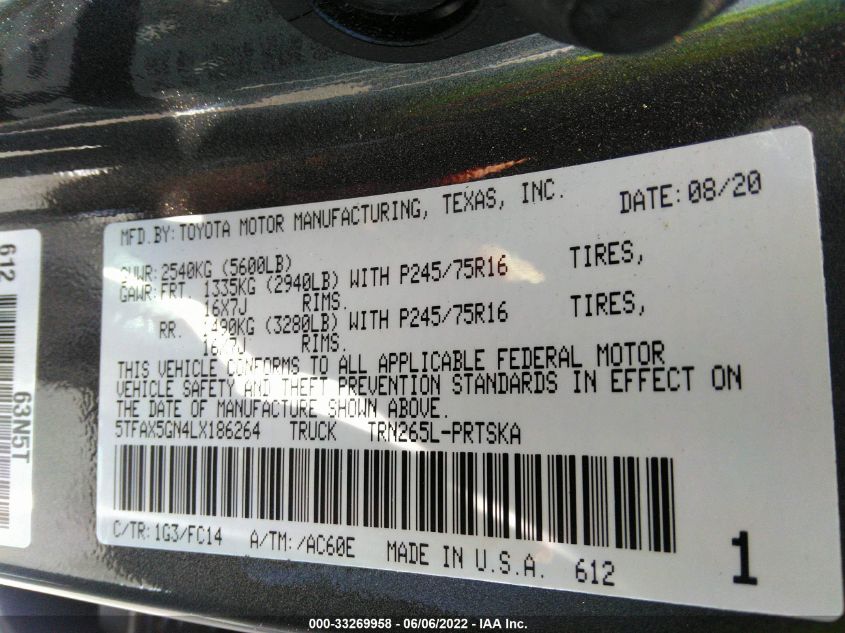 MFD.BY:TOYOTA MOTOR MANUFACTURING, TEXAS, INC. DATE:08/20
GVWR:2540KG (5600LB)
GAWR:FRT 1335KG (2940LB) WITH P245/75R16 TIRES,
16X7J RIMS.
RR. 1490KG (3280LB) WITH P245/75R16 TIRES,
16X7J RIMS.
THIS VEHICLE CONFORMS TO ALL APPLICABLE FEDERAL MOTOR
VEHICLE SAFETY AND THEFT PREVENTION STANDARDS IN EFFECT ON
THE DATE OF MANUFACTURE SHOWN ABOVE.
5TFAX5GN4LX186264 TRUCK TRN265L-PRTSKA
C/TR:1G3/FC14 A/TM:/AC60E MADE IN U.S.A. 612 1
612 63N5T
000-33269958 - 06/06/2022 - IAA Inc.